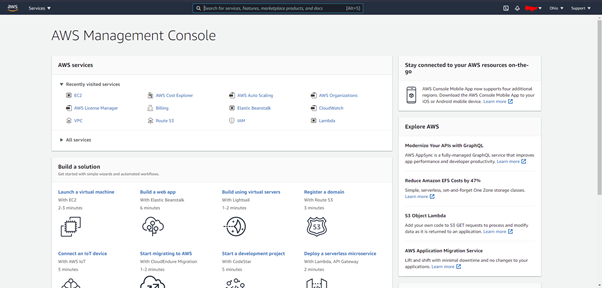 aws
Services
Search for services, features, marketplace products, and docs
[Alt+S]
Ohio
Support
AWS Management Console
AWS services
Recently visited services
EC2
AWS Cost Explorer
AWS Auto Scaling
AWS Organizations
AWS License Manager
Billing
Elastic Beanstalk
CloudWatch
VPC
Route 53
IAM
Lambda
All services
Build a solution
Get started with simple wizards and automated workflows.
Launch a virtual machine
With EC2
2-3 minutes
Build a web app
With Elastic Beanstalk
6 minutes
Build using virtual servers
With Lightsail
1-2 minutes
Register a domain
With Route 53
3 minutes
53
Connect an IoT device
With AWS IoT
5 minutes
Start migrating to AWS
With CloudEndure Migration
1-2 minutes
Start a development project
With CodeStar
5 minutes
Deploy a serverless microservice
With Lambda, API Gateway
2 minutes
Stay connected to your AWS resources on-the-
go
AWS Console Mobile App now supports four additional
regions. Download the AWS Console Mobile App to your
iOS or Android mobile device. Learn more
Explore AWS
Modernize Your APIs with GraphQL
AWS AppSync is a fully-managed GraphQL service that improves
app performance and developer productivity. Learn more
Reduce Amazon EFS Costs by 47%
Simple, serverless, set-and-forget One Zone storage classes.
Learn more
S3 Object Lambda
Add your own code to S3 GET requests to process and modify
data as it is returned to an application. Learn more
AWS Application Migration Service
Lift and shift with minimal downtime and no changes to your
applications. Learn more